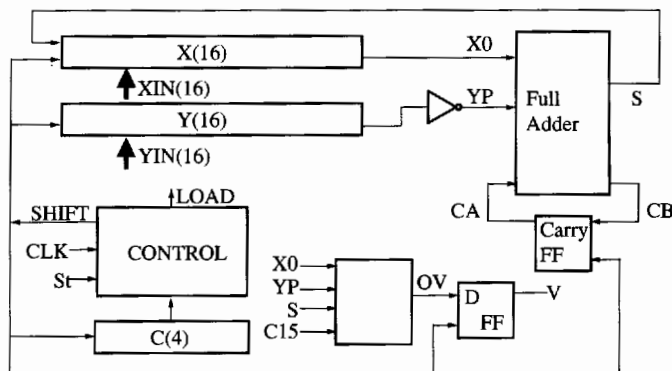 X(16)
X0
XIN(16)
Y(16)
YP
YIN(16)
Full
Adder
S
LOAD
SHIFT
CLK
CONTROL
St
C(4)
CA
CB
Carry
FF
X0
YP
S
C15
OV
D
FF
V